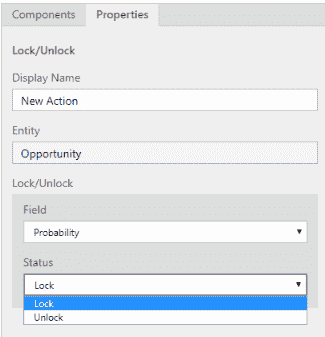 Components Properties
Lock/Unlock
Display Name
New Action
Entity
Opportunity
Lock/Unlock
Field
Probability
Status
Lock
Lock
Unlock